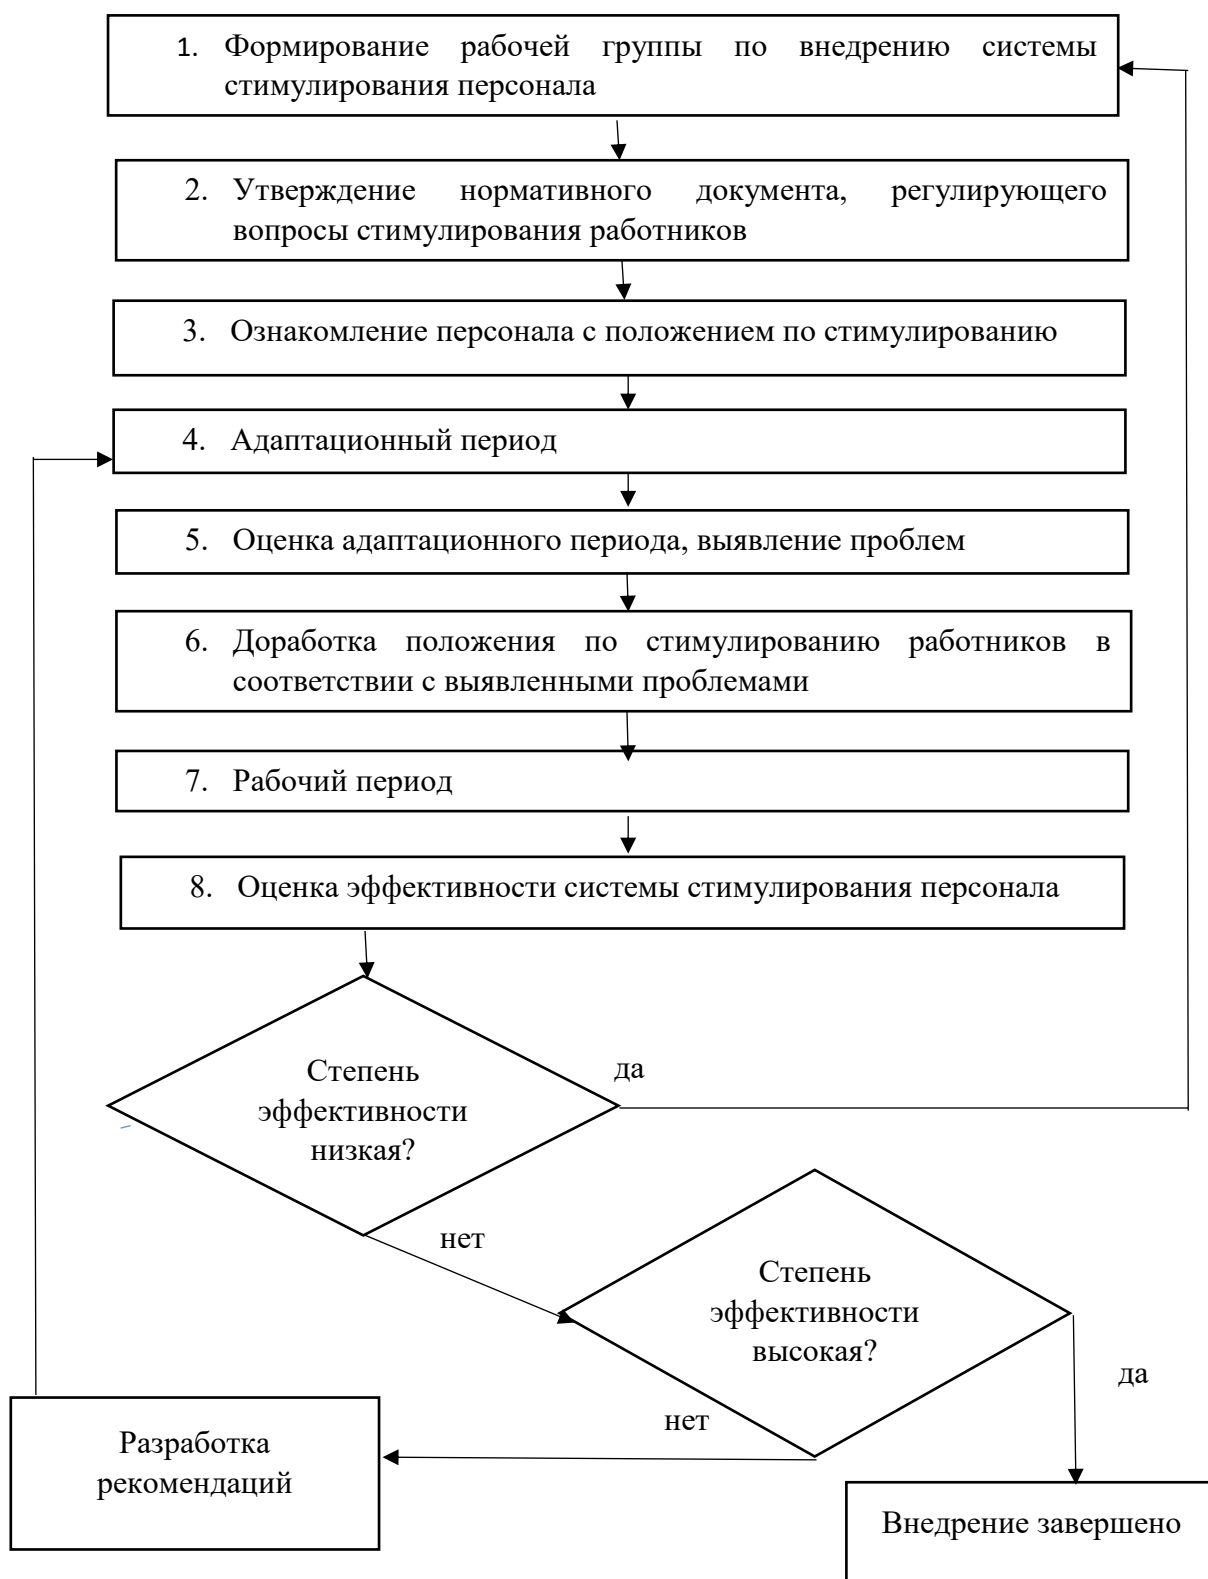 1. Формирование рабочей группы по внедрению системы
стимулирования персонала
2. Утверждение нормативного документа, регулирующего
вопросы стимулирования работников
3. Ознакомление персонала с положением по стимулированию
4. Адаптационный период
5. Оценка адаптационного периода, выявление проблем
6. Доработка положения по стимулированию работников в
соответствии с выявленными проблемами
7. Рабочий период
8. Оценка эффективности системы стимулирования персонала
Степень
эффективности
низкая?
да
нет
Степень
эффективности
высокая?
да
нет
Разработка
рекомендаций
Внедрение завершено